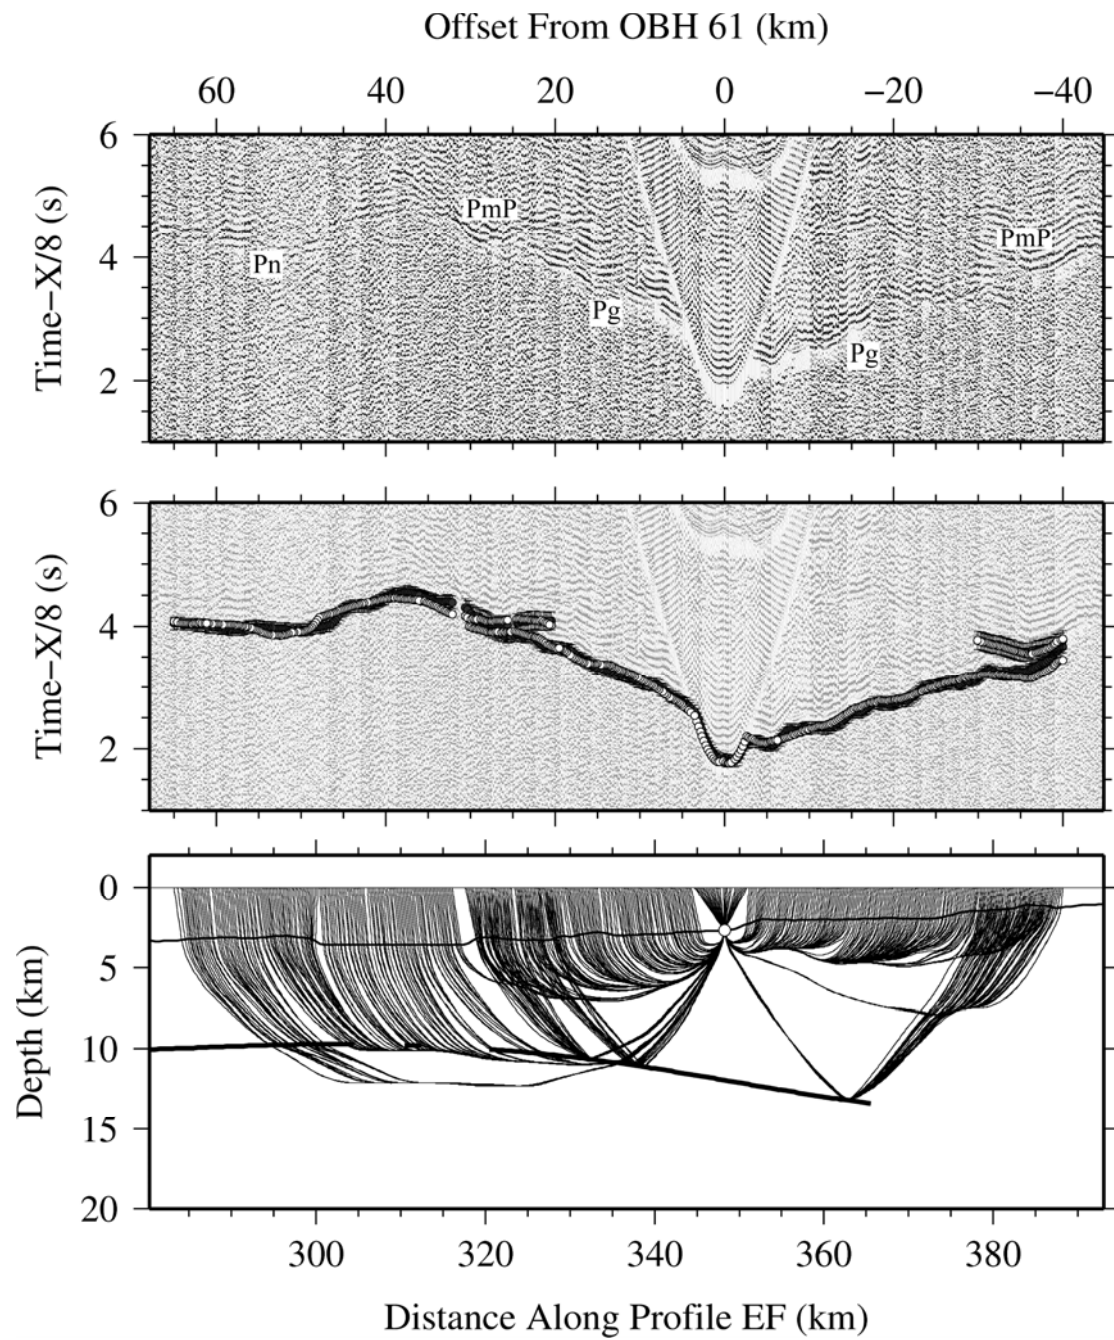 Offset From OBH 61 (km)
60 40 20 0 −20 −40
6
4
2
Time−X/8 (s)
PmP
Pn
Pg
Pg
PmP
6
4
2
Time−X/8 (s)
0
5
10
15
20
Depth (km)
300 320 340 360 380
Distance Along Profile EF (km)